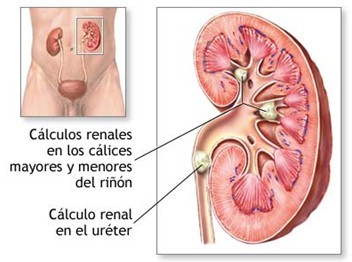 Cálculos renales
en los cálices
mayores y menores
del riñón
Cálculo renal
en el uréter